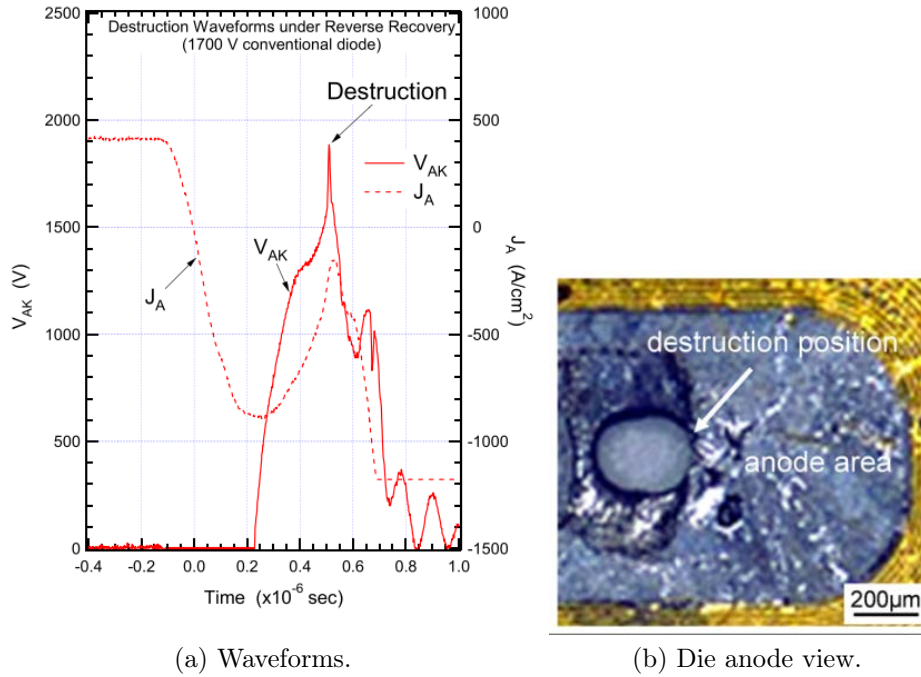 Destruction Waveforms under Reverse Recovery
(1700 V conventional diode)
Destruction
V_AK
J_A
V_AK
J_A
V_AK (V)
2500
2000
1500
1000
500
0
J_A (A/cm²)
1000
500
0
-500
-1000
-1500
-0.4
-0.2
0.0
0.2
0.4
0.6
0.8
1.0
Time (x10⁻⁶ sec)
(a) Waveforms.
destruction position
anode area
200µm
(b) Die anode view.